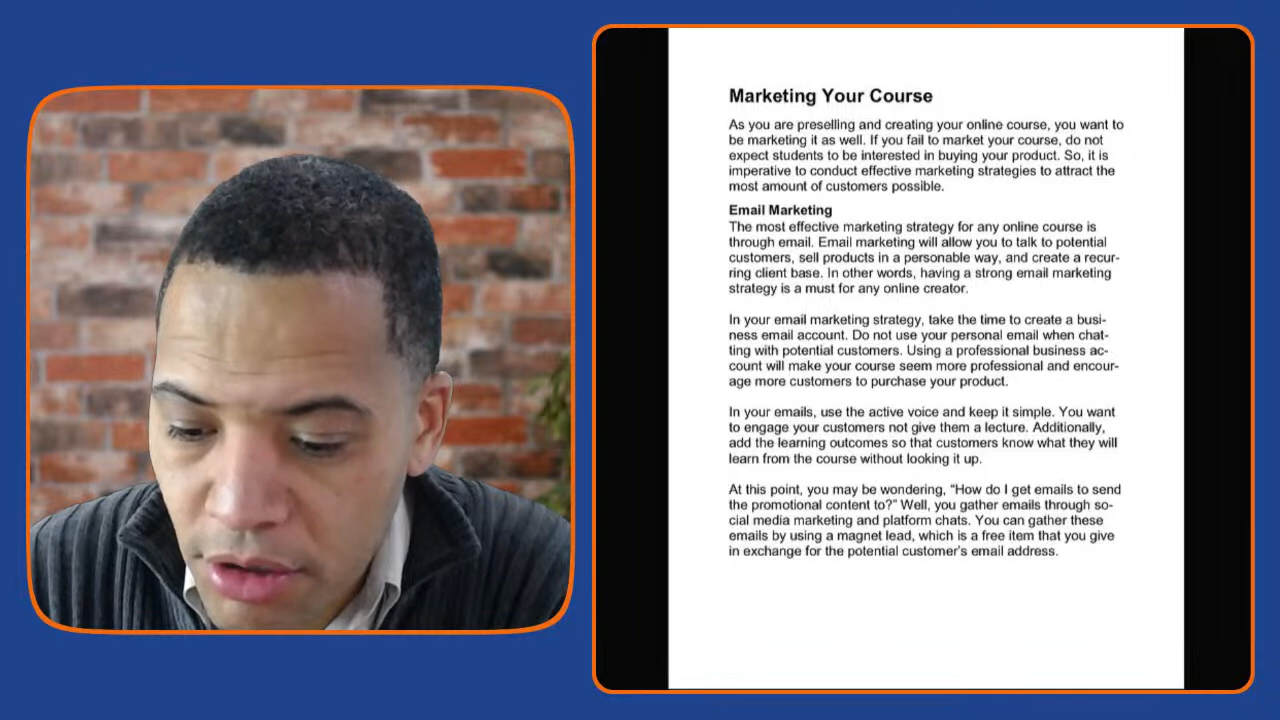 Marketing Your Course
As you are preselling and creating your online course, you want to
be marketing it as well. If you fail to market your course, do not
expect students to be interested in buying your product. So, it is
imperative to conduct effective marketing strategies to attract the
most amount of customers possible.
Email Marketing
The most effective marketing strategy for any online course is
through email. Email marketing will allow you to talk to potential
customers, sell products in a personable way, and create a recur-
ring client base. In other words, having a strong email marketing
strategy is a must for any online creator.
In your email marketing strategy, take the time to create a busi-
ness email account. Do not use your personal email when chat-
ting with potential customers. Using a professional business ac-
count will make your course seem more professional and encour-
age more customers to purchase your product.
In your emails, use the active voice and keep it simple. You want
to engage your customers not give them a lecture. Additionally,
add the learning outcomes so that customers know what they will
learn from the course without looking it up.
At this point, you may be wondering, “How do I get emails to send
the promotional content to?” Well, you gather emails through so-
cial media marketing and platform chats. You can gather these
emails by using a magnet lead, which is a free item that you give
in exchange for the potential customer’s email address.